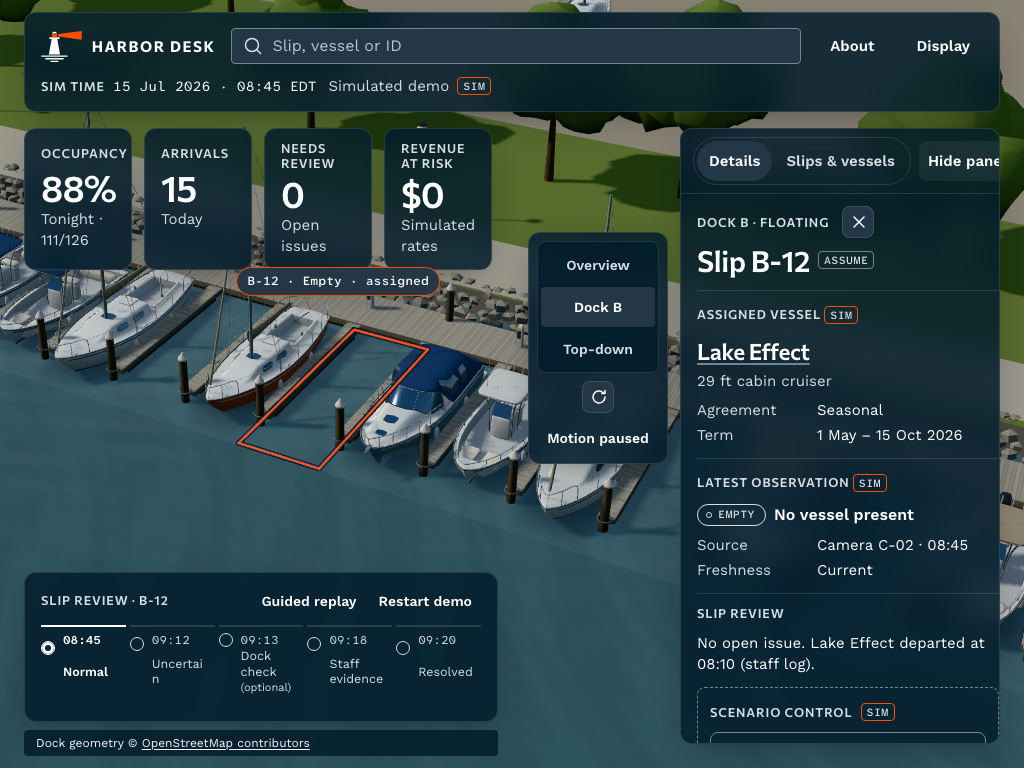 HARBOR DESK
Slip, vessel or ID
About
Display
SIM TIME 15 Jul 2026 · 08:45 EDT Simulated demo SIM
OCCUPANCY
88%
Tonight ·
111/126
ARRIVALS
15
Today
NEEDS
REVIEW
0
Open
issues
REVENUE
AT RISK
$0
Simulated
rates
B-12 · Empty · assigned
Overview
Dock B
Top-down
Motion paused
Details
Slips & vessels
Hide pane
DOCK B · FLOATING
Slip B-12 ASSUME
ASSIGNED VESSEL SIM
Lake Effect
29 ft cabin cruiser
Agreement Seasonal
Term 1 May – 15 Oct 2026
LATEST OBSERVATION SIM
EMPTY No vessel present
Source Camera C-02 · 08:45
Freshness Current
SLIP REVIEW
No open issue. Lake Effect departed at
08:10 (staff log).
SCENARIO CONTROL SIM
SLIP REVIEW · B-12
Guided replay
Restart demo
08:45
Normal
09:12
Uncertai
n
09:13
Dock
check
(optional)
09:18
Staff
evidence
09:20
Resolved
Dock geometry © OpenStreetMap contributors